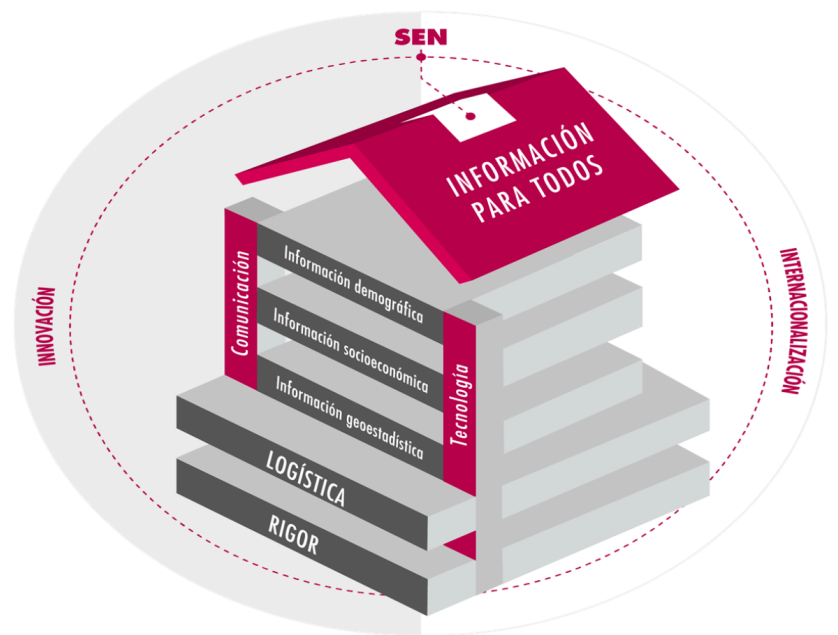 SEN
INFORMACIÓN
PARA TODOS
INNOVACIÓN
INTERNACIONALIZACIÓN
Comunicación
Información demográfica
Información socioeconómica
Información geoestadística
Tecnología
LOGÍSTICA
RIGOR